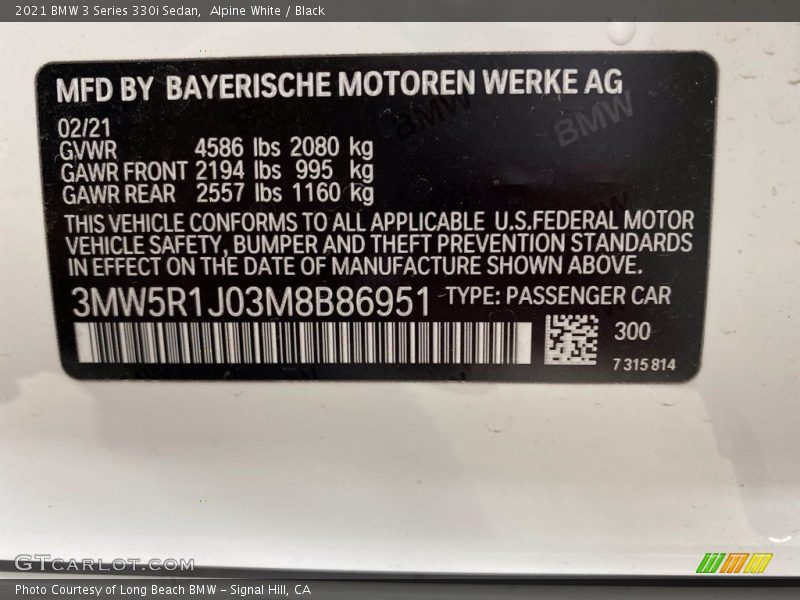 2021 BMW 3 Series 330i Sedan,  Alpine White / Black
MFD BY BAYERISCHE MOTOREN WERKE AG
02/21
GVWR 4586 lbs 2080 kg
GAWR FRONT 2194 lbs 995 kg
GAWR REAR 2557 lbs 1160 kg
THIS VEHICLE CONFORMS TO ALL APPLICABLE U.S.FEDERAL MOTOR
VEHICLE SAFETY, BUMPER AND THEFT PREVENTION STANDARDS
IN EFFECT ON THE DATE OF MANUFACTURE SHOWN ABOVE.
3MW5R1J03M8B86951 TYPE: PASSENGER CAR
300
7 315 814
BMW
BMW
GTCARLOT.COM
Photo Courtesy of Long Beach BMW – Signal Hill, CA